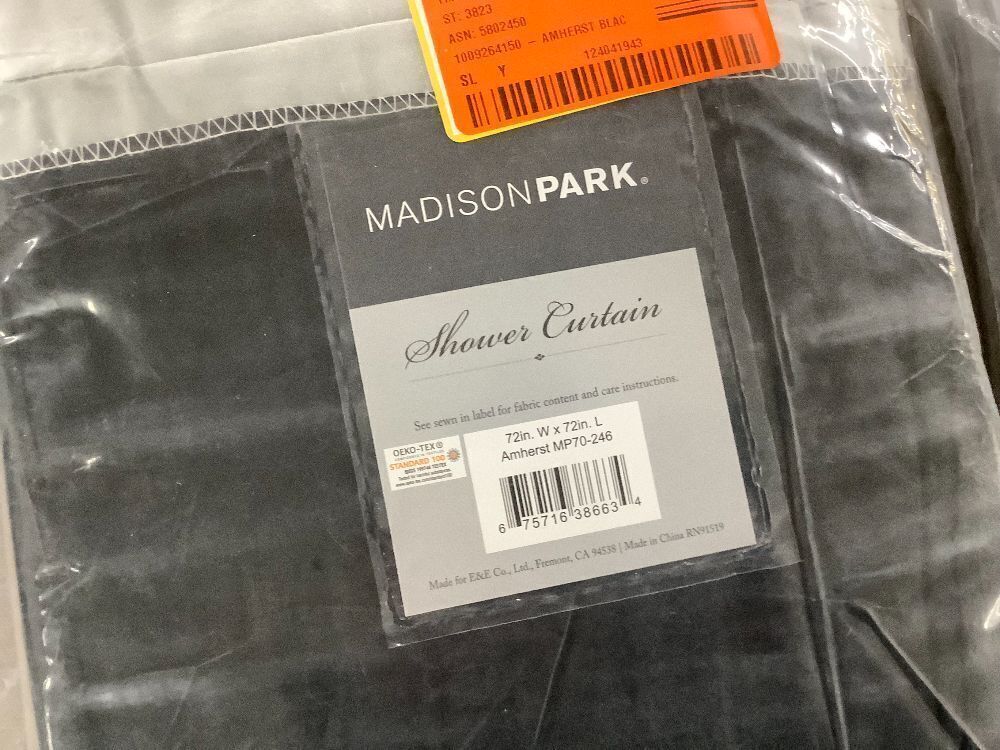 ST: 3823
ASN: 5802450
1009264150 - AMHERST BLAC
SL Y 124041943
MADISONPARK®
Shower Curtain
See sewn in label for fabric content and care instructions.
OEKO-TEX®
STANDARD 100
72in. W x 72in. L
Amherst MP70-246
6 75716 38663 4
Made for E&E Co., Ltd., Fremont, CA 94538 | Made in China RN91519